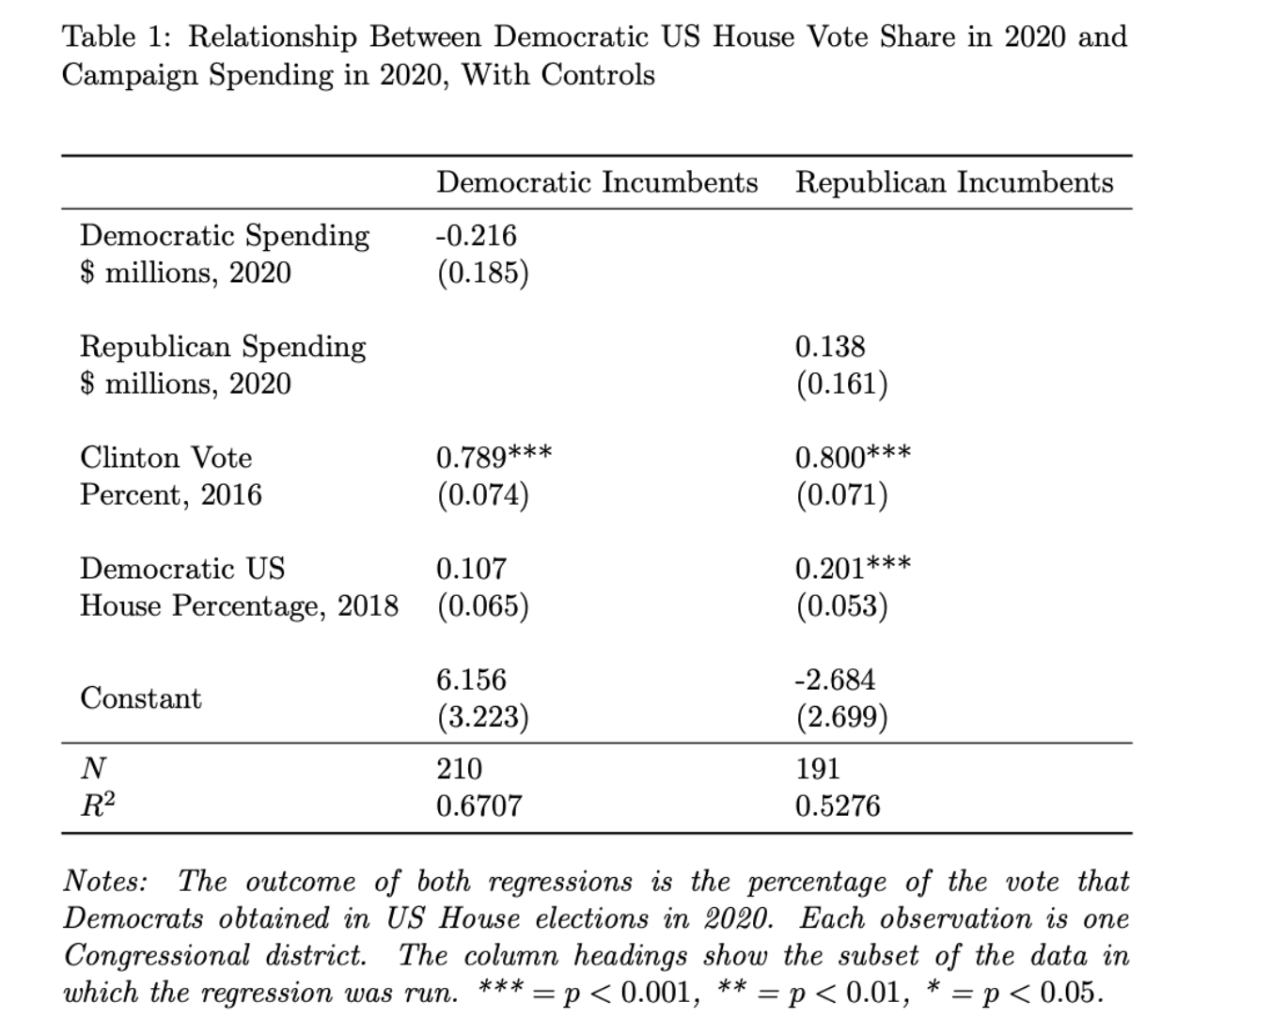 Table 1: Relationship Between Democratic US House Vote Share in 2020 and
Campaign Spending in 2020, With Controls
Democratic Incumbents Republican Incumbents
Democratic Spending -0.216
$ millions, 2020 (0.185)
Republican Spending 0.138
$ millions, 2020 (0.161)
Clinton Vote 0.789*** 0.800***
Percent, 2016 (0.074) (0.071)
Democratic US 0.107 0.201***
House Percentage, 2018 (0.065) (0.053)
6.156 -2.684
Constant
(3.223) (2.699)
N 210 191
R² 0.6707 0.5276
Notes: The outcome of both regressions is the percentage of the vote that
Democrats obtained in US House elections in 2020. Each observation is one
Congressional district. The column headings show the subset of the data in
which the regression was run. *** = p < 0.001, ** = p < 0.01, * = p < 0.05.